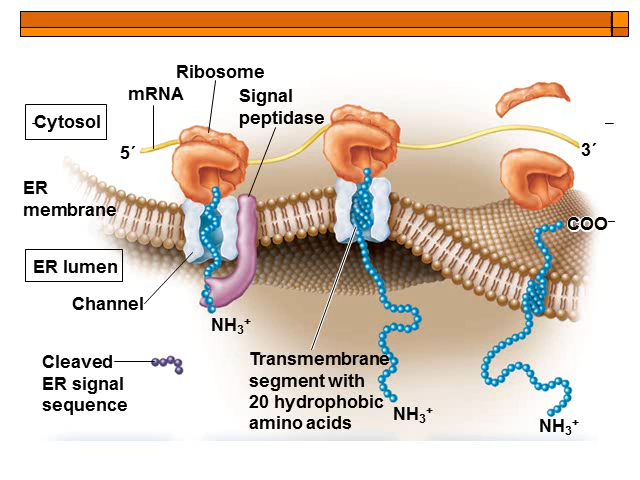 Ribosome
mRNA
Signal
peptidase
Cytosol
5´
3´
ER
membrane
COO–
ER lumen
Channel
NH3+
Cleaved
ER signal
sequence
Transmembrane
segment with
20 hydrophobic
amino acids
NH3+
NH3+